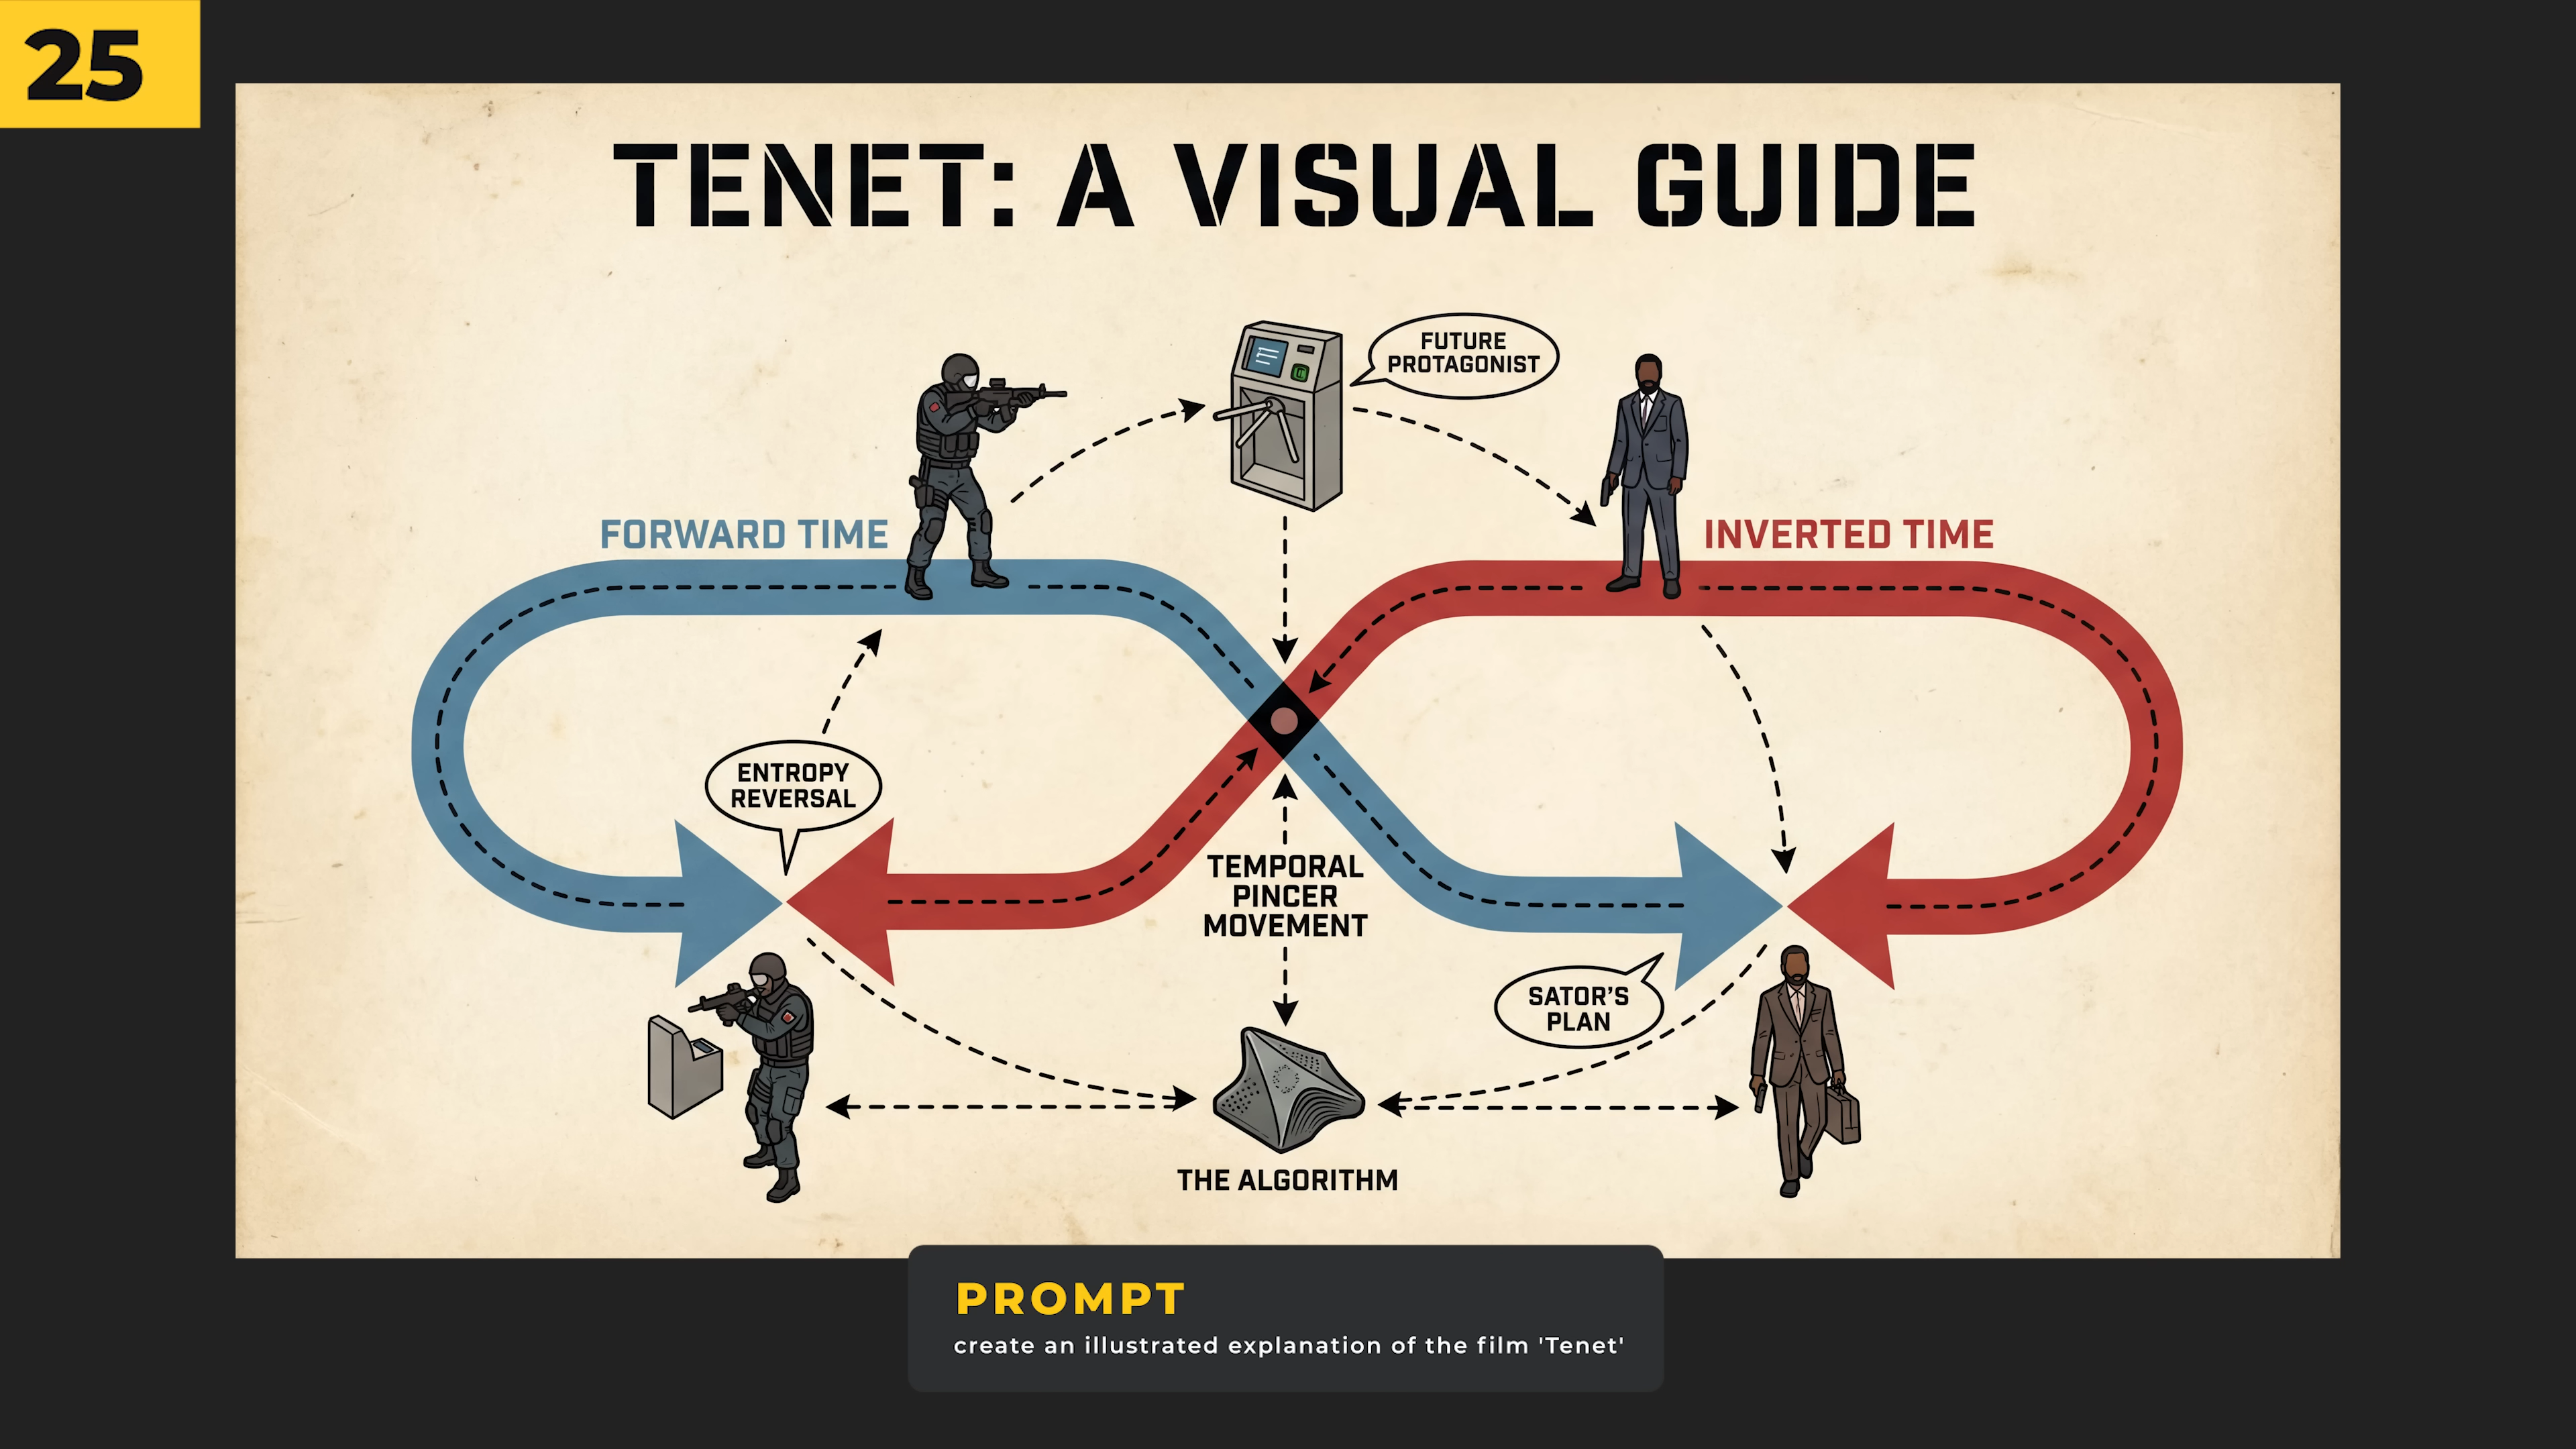 25
TENET: A VISUAL GUIDE
FUTURE
PROTAGONIST
FORWARD TIME
INVERTED TIME
ENTROPY
REVERSAL
TEMPORAL
PINCER
MOVEMENT
SATOR'S
PLAN
THE ALGORITHM
PROMPT
create an illustrated explanation of the film 'Tenet'